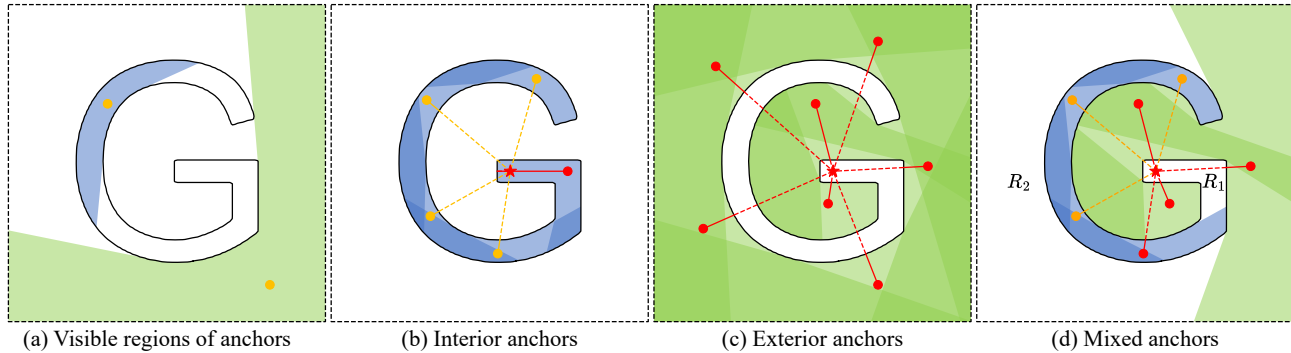 G
G
G
G
R₂
R₁
(a) Visible regions of anchors
(b) Interior anchors
(c) Exterior anchors
(d) Mixed anchors